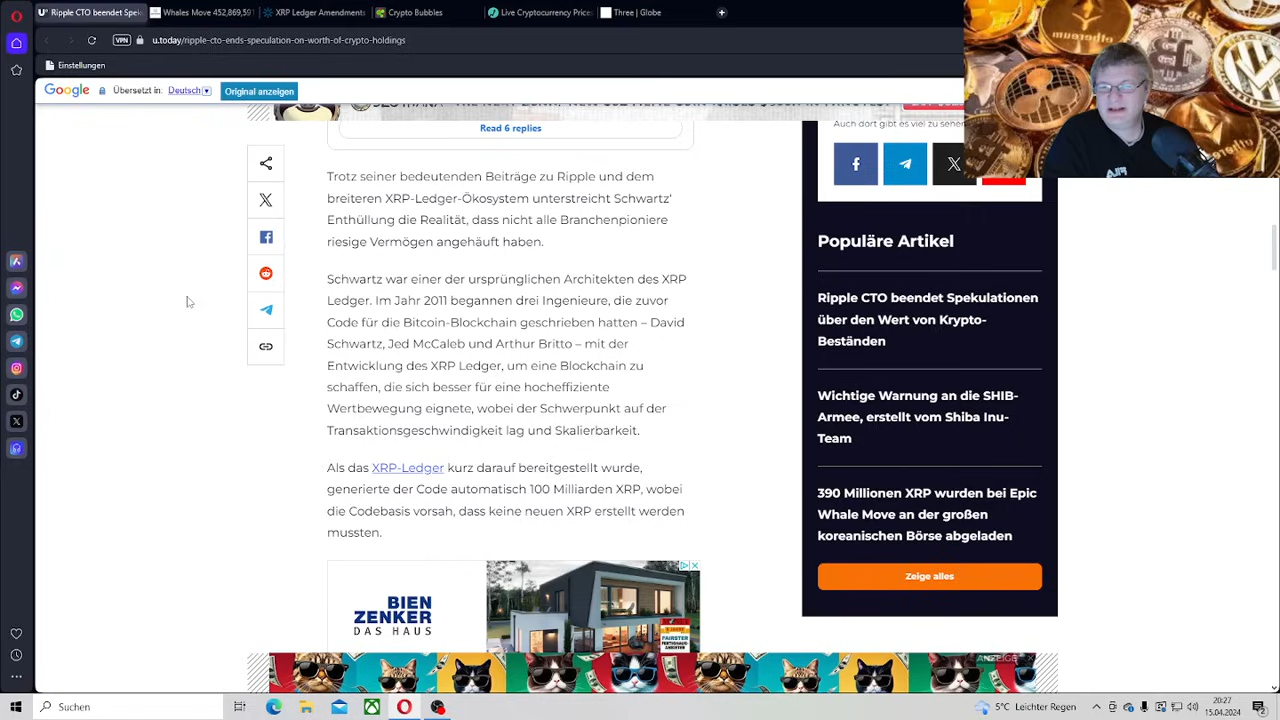 Ripple CTO beendet Spei
Whales Move 452,869,59
XRP Ledger Amendments
Crypto Bubbles
Live Cryptocurrency Price
Three | Globe
VPN
u.today/ripple-cto-ends-speculation-on-worth-of-crypto-holdings
Einstellungen
Google
Übersetzt in:
Deutsch
Original anzeigen
Read 6 replies
Trotz seiner bedeutenden Beiträge zu Ripple und dem
breiteren XRP-Ledger-Ökosystem unterstreicht Schwartz'
Enthüllung die Realität, dass nicht alle Branchenpioniere
riesige Vermögen angehäuft haben.
Schwartz war einer der ursprünglichen Architekten des XRP
Ledger. Im Jahr 2011 begannen drei Ingenieure, die zuvor
Code für die Bitcoin-Blockchain geschrieben hatten – David
Schwartz, Jed McCaleb und Arthur Britto – mit der
Entwicklung des XRP Ledger, um eine Blockchain zu
schaffen, die sich besser für eine hocheffiziente
Wertbewegung eignete, wobei der Schwerpunkt auf der
Transaktionsgeschwindigkeit lag und Skalierbarkeit.
Als das XRP-Ledger kurz darauf bereitgestellt wurde,
generierte der Code automatisch 100 Milliarden XRP, wobei
die Codebasis vorsah, dass keine neuen XRP erstellt werden
mussten.
BIEN
ZENKER
DAS HAUS
FAIRSTER
ANZEIGE
Auch dort gibt es viel zu sehen
Populäre Artikel
Ripple CTO beendet Spekulationen
über den Wert von Krypto-
Beständen
Wichtige Warnung an die SHIB-
Armee, erstellt vom Shiba Inu-
Team
390 Millionen XRP wurden bei Epic
Whale Move an der großen
koreanischen Börse abgeladen
Zeige alles
Suchen
5°C Leichter Regen
20:27
15.04.2024
2